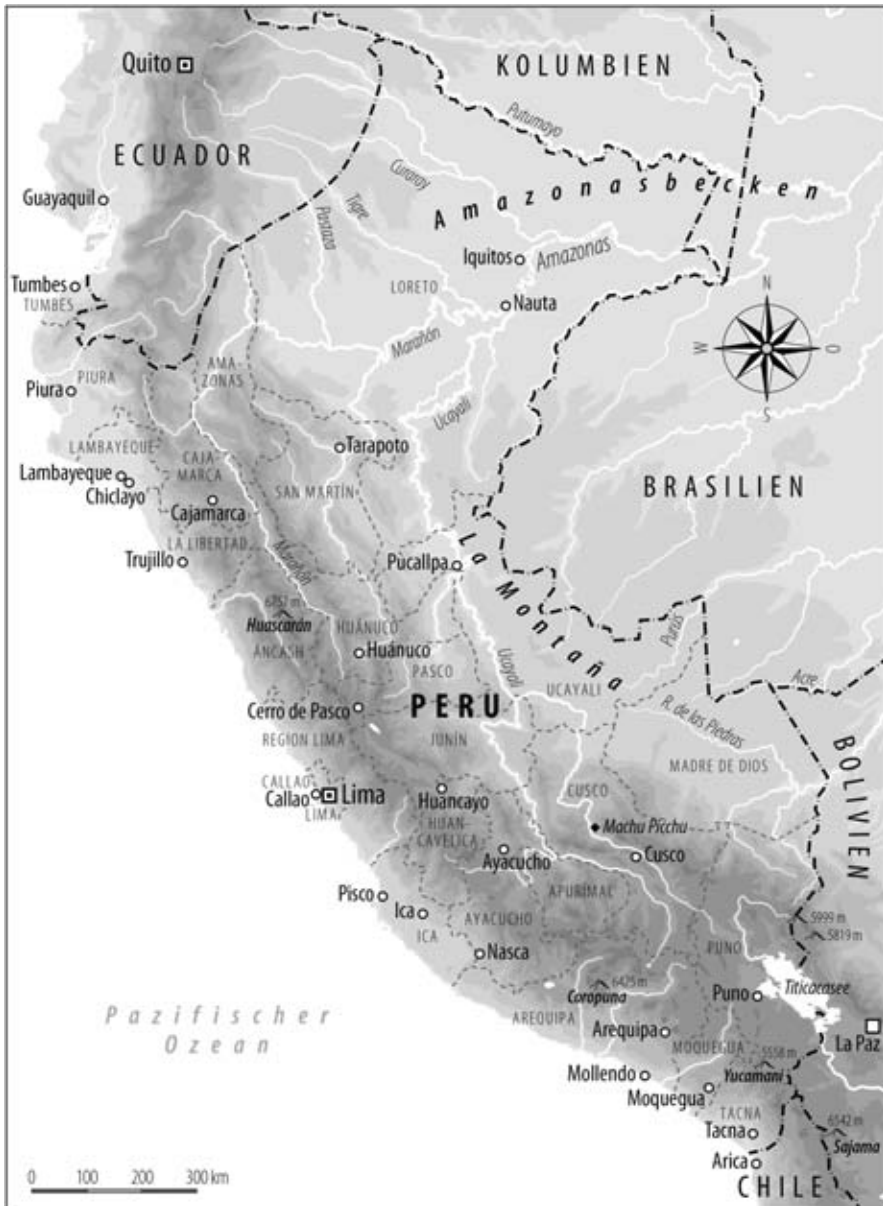 KOLUMBIEN
Quito
Putumayo
ECUADOR
Curaray
Amazonasbecken
Guayaquil
Tigre
Pastaza
Iquitos
Amazonas
Tumbes
TUMBES
LORETO
Nauta
N
W
O
S
Marañón
AMA-
ZONAS
PIURA
Piura
Ucayali
LAMBAYEQUE
Tarapoto
CAJA-
MARCA
Lambayeque
Chiclayo
SAN MARTÍN
BRASILIEN
Cajamarca
LA LIBERTAD
Trujillo
Marañón
Pucallpa
La Montaña
6757 m
Huascarán
HUÁNUCO
Huánuco
ÁNCASH
PASCO
Ucayali
UCAYALI
Purus
Acre
Cerro de Pasco
PERU
R. de las Piedras
REGION LIMA
JUNÍN
MADRE DE DIOS
BOLIVIEN
CALLAO
Callao
Lima
LIMA
Huancayo
CUSCO
HUAN-
CAVELICA
Machu Picchu
Ayacucho
Cusco
Pisco
APURÍMAC
Ica
ICA
AYACUCHO
5999 m
5819 m
Nasca
PUNO
6425 m
Coropuna
Puno
Titicacasee
Pazifischer
Ozean
AREQUIPA
Arequipa
MOQUEGUA
La Paz
5558 m
Mollendo
Yucamani
Moquegua
TACNA
6542 m
Tacna
Sajama
Arica
CHILE
0 100 200 300 km